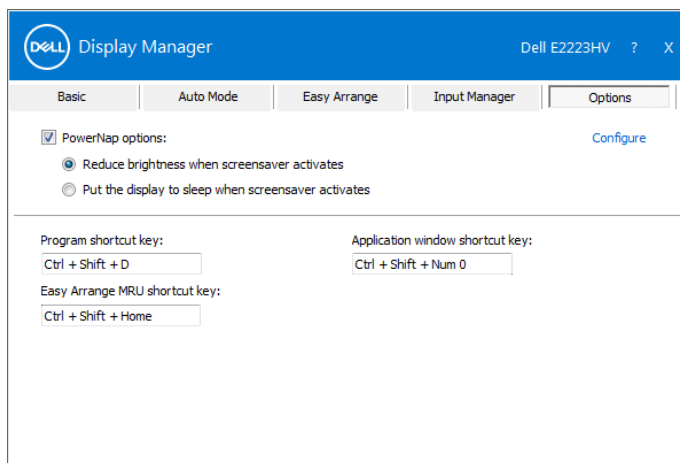 DELL Display Manager Dell E2223HV ? X
Basic Auto Mode Easy Arrange Input Manager Options
PowerNap options: Configure
Reduce brightness when screensaver activates
Put the display to sleep when screensaver activates
Program shortcut key: Application window shortcut key:
Ctrl + Shift + D Ctrl + Shift + Num 0
Easy Arrange MRU shortcut key:
Ctrl + Shift + Home